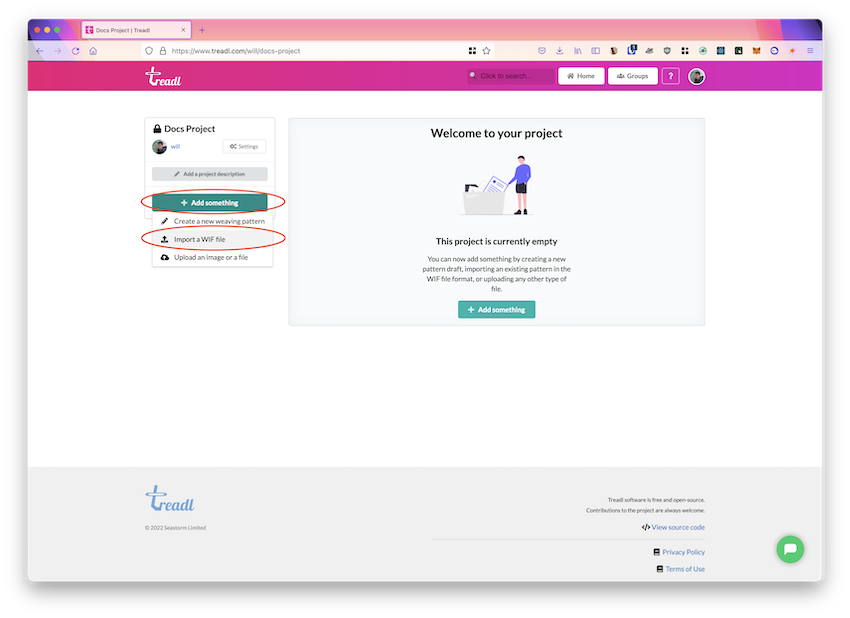 Docs Project | Treadl
https://www.treadl.com/will/docs-project
treadl
Click to search...
Home
Groups
?
Docs Project
will
Settings
Add a project description
Add something
Create a new weaving pattern
Import a WIF file
Upload an image or a file
Welcome to your project
This project is currently empty
You can now add something by creating a new
pattern draft, importing an existing pattern in the
WIF file format, or uploading any other type of
file.
Add something
treadl
© 2022 Seastorm Limited
Treadl software is free and open-source.
Contributions to the project are always welcome.
View source code
Privacy Policy
Terms of Use